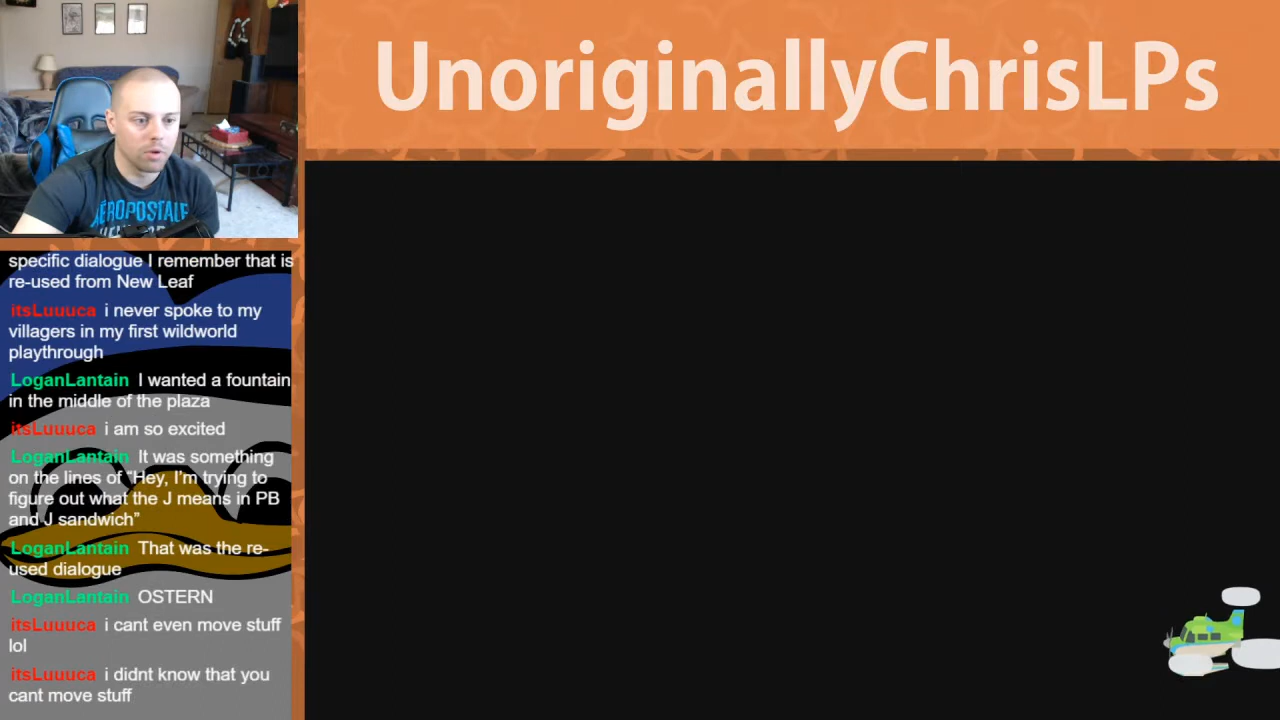 UnoriginallyChrisLPs
AÉROPOSTALE
specific dialogue I remember that is
re-used from New Leaf
itsLuuuca i never spoke to my
villagers in my first wildworld
playthrough
LoganLantain I wanted a fountain
in the middle of the plaza
itsLuuuca i am so excited
LoganLantain It was something
on the lines of “Hey, I’m trying to
figure out what the J means in PB
and J sandwich”
LoganLantain That was the re-
used dialogue
LoganLantain OSTERN
itsLuuuca i cant even move stuff
lol
itsLuuuca i didnt know that you
cant move stuff